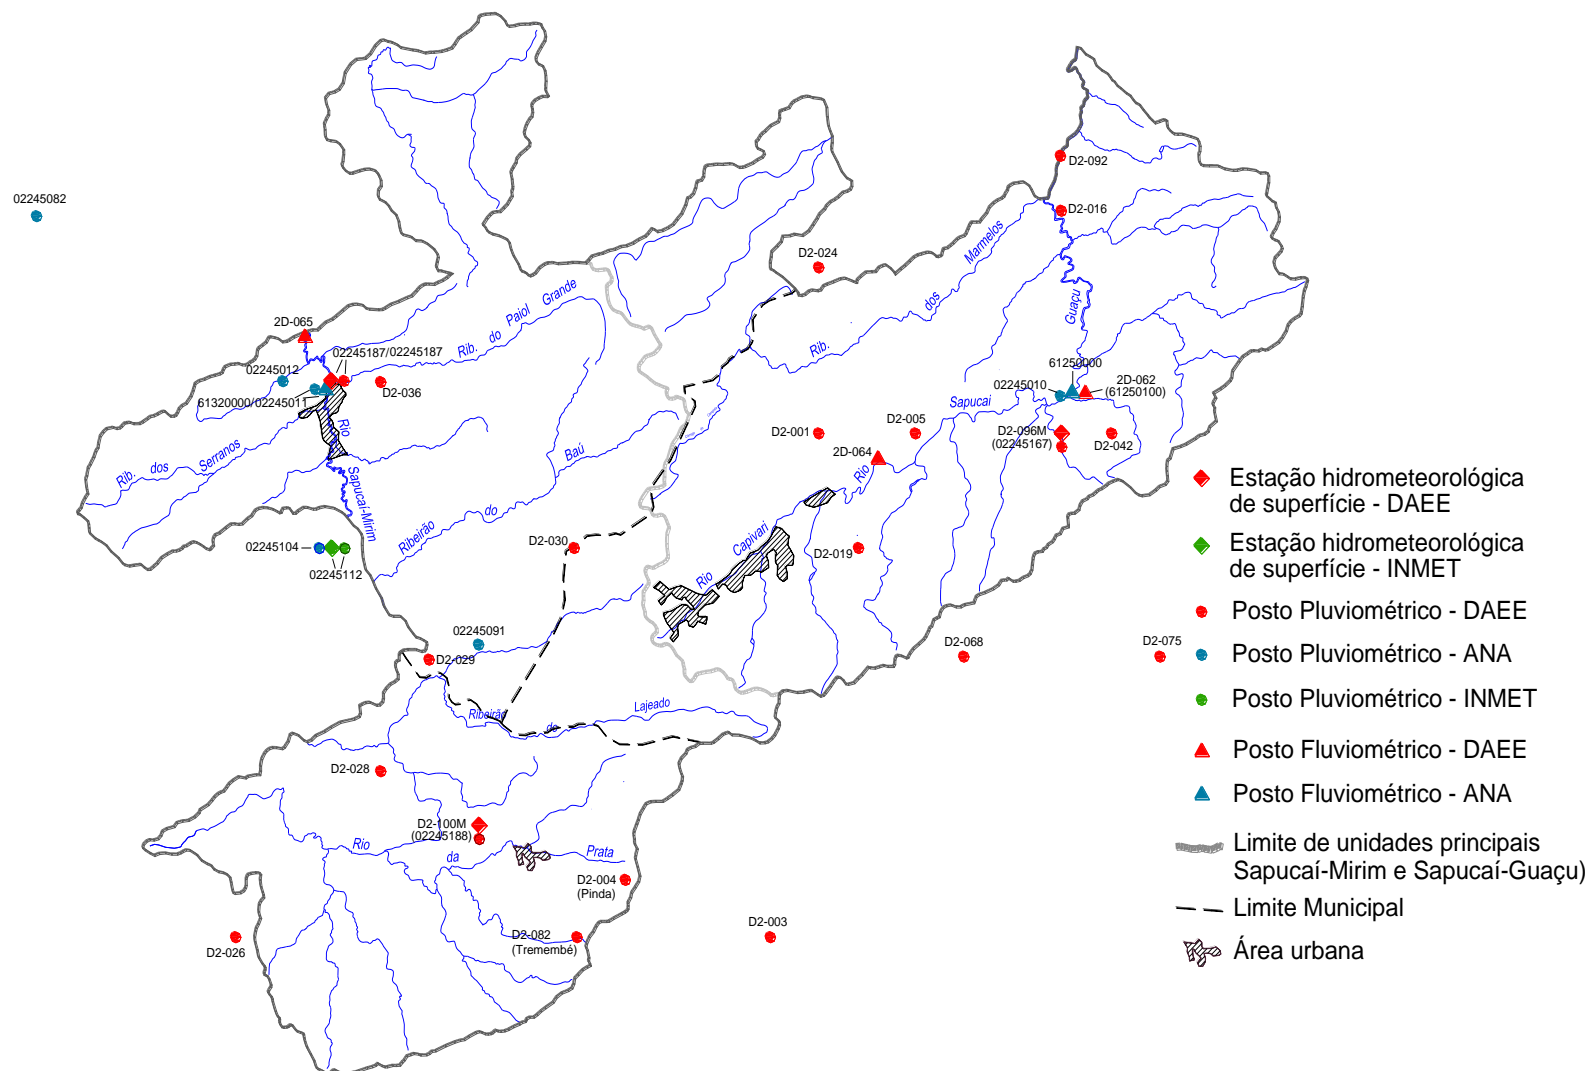 D2-092
02245082
D2-016
Marmelos
D2-024
dos
Guaçu
Rib. do Paiol Grande
2D-065
Rib.
02245187/02245187
61250000
02245012
2D-062
(61250100)
02245010
D2-036
61320000/02245011
Sapucai
Rio
D2-001
D2-005
D2-096M
(02245167)
D2-042
Baú
2D-064
Rio
Rib. dos Serranos
Sapucaí-Mirim
Estação hidrometeorológica
de superfície - DAEE
do
Ribeirão
Capivari
Rio
02245104
D2-030
D2-019
02245112
Estação hidrometeorológica
de superfície - INMET
Posto Pluviométrico - DAEE
02245091
D2-029
D2-068
D2-075
Posto Pluviométrico - ANA
Ribeirão do Lajeado
Posto Pluviométrico - INMET
Posto Fluviométrico - DAEE
D2-028
Posto Fluviométrico - ANA
D2-100M
(02245188)
Rio da Prata
Limite de unidades principais
Sapucaí-Mirim e Sapucaí-Guaçu)
D2-004
(Pinda)
Limite Municipal
D2-003
D2-082
(Tremembé)
D2-026
Área urbana